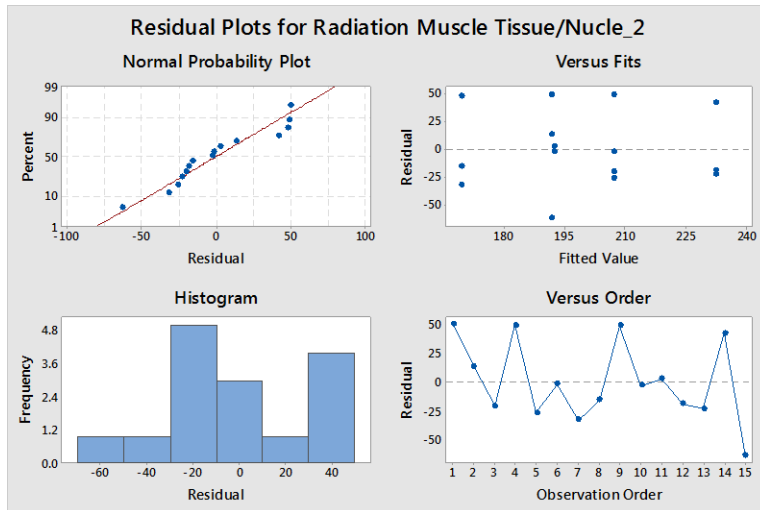 Residual Plots for Radiation Muscle Tissue/Nucle_2
Normal Probability Plot
99
90
50
10
1
Percent
-100 -50 0 50 100
Residual
Versus Fits
50
25
0
-25
-50
Residual
180 195 210 225 240
Fitted Value
Histogram
4.8
3.6
2.4
1.2
0.0
Frequency
-60 -40 -20 0 20 40
Residual
Versus Order
50
25
0
-25
-50
Residual
1 2 3 4 5 6 7 8 9 10 11 12 13 14 15
Observation Order